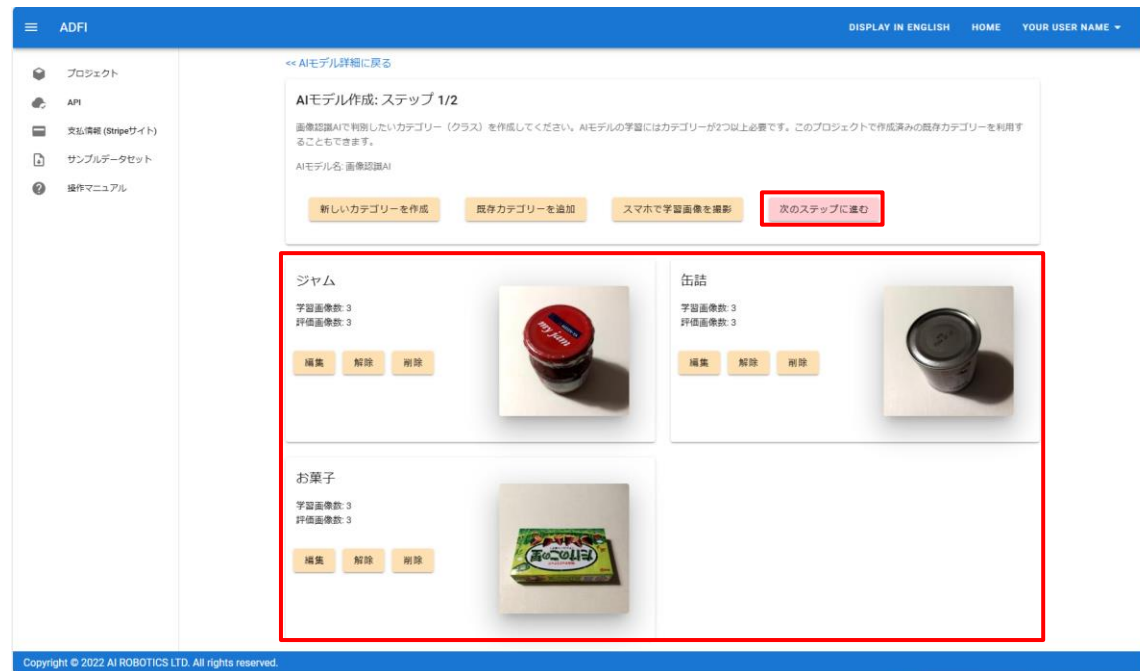 ADFI
DISPLAY IN ENGLISH HOME YOUR USER NAME
プロジェクト
API
支払情報 (Stripeサイト)
サンプルデータセット
操作マニュアル
<< AIモデル詳細に戻る
AIモデル作成: ステップ 1/2
画像認識AIで判別したいカテゴリー（クラス）を作成してください。AIモデルの学習にはカテゴリーが2つ以上必要です。このプロジェクトで作成済みの既存カテゴリーを利用す
ることもできます。
AIモデル名: 画像認識AI
新しいカテゴリーを作成 既存カテゴリーを追加 スマホで学習画像を撮影 次のステップに進む
ジャム
学習画像数: 3
評価画像数: 3
編集 解除 削除
my jam
缶詰
学習画像数: 3
評価画像数: 3
編集 解除 削除
お菓子
学習画像数: 3
評価画像数: 3
編集 解除 削除
たけのこの里
Copyright © 2022 AI ROBOTICS LTD. All rights reserved.